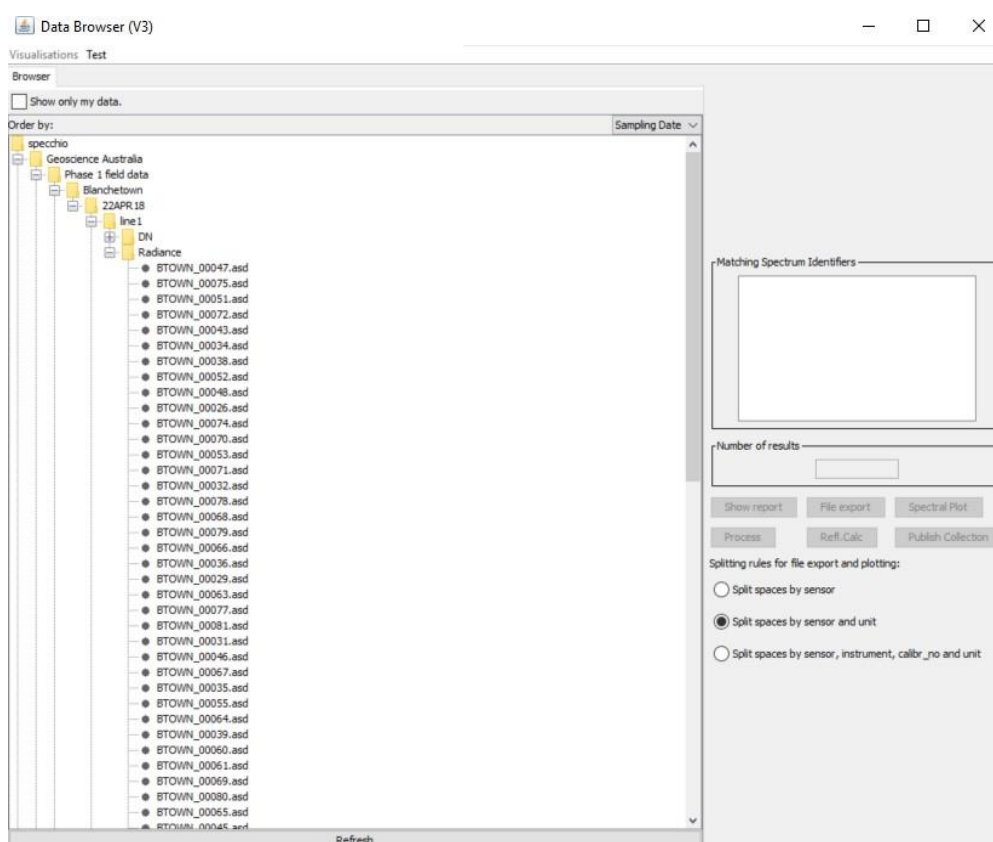 Data Browser (V3)
Visualisations Test
Browser
Show only my data.
Order by: Sampling Date
specchio
Geoscience Australia
Phase 1 field data
Blanchetown
22APR18
line1
DN
Radiance
BTOWN_00047.asd
BTOWN_00075.asd
BTOWN_00051.asd
BTOWN_00072.asd
BTOWN_00043.asd
BTOWN_00034.asd
BTOWN_00038.asd
BTOWN_00052.asd
BTOWN_00048.asd
BTOWN_00026.asd
BTOWN_00074.asd
BTOWN_00070.asd
BTOWN_00053.asd
BTOWN_00071.asd
BTOWN_00032.asd
BTOWN_00078.asd
BTOWN_00068.asd
BTOWN_00079.asd
BTOWN_00066.asd
BTOWN_00036.asd
BTOWN_00029.asd
BTOWN_00063.asd
BTOWN_00077.asd
BTOWN_00081.asd
BTOWN_00031.asd
BTOWN_00046.asd
BTOWN_00067.asd
BTOWN_00035.asd
BTOWN_00055.asd
BTOWN_00064.asd
BTOWN_00039.asd
BTOWN_00060.asd
BTOWN_00061.asd
BTOWN_00069.asd
BTOWN_00080.asd
BTOWN_00065.asd
BTOWN_00045.asd
Refresh
Matching Spectrum Identifiers
Number of results
Show report File export Spectral Plot
Process Refl.Calc Publish Collection
Splitting rules for file export and plotting:
Split spaces by sensor
Split spaces by sensor and unit
Split spaces by sensor, instrument, calibr_no and unit